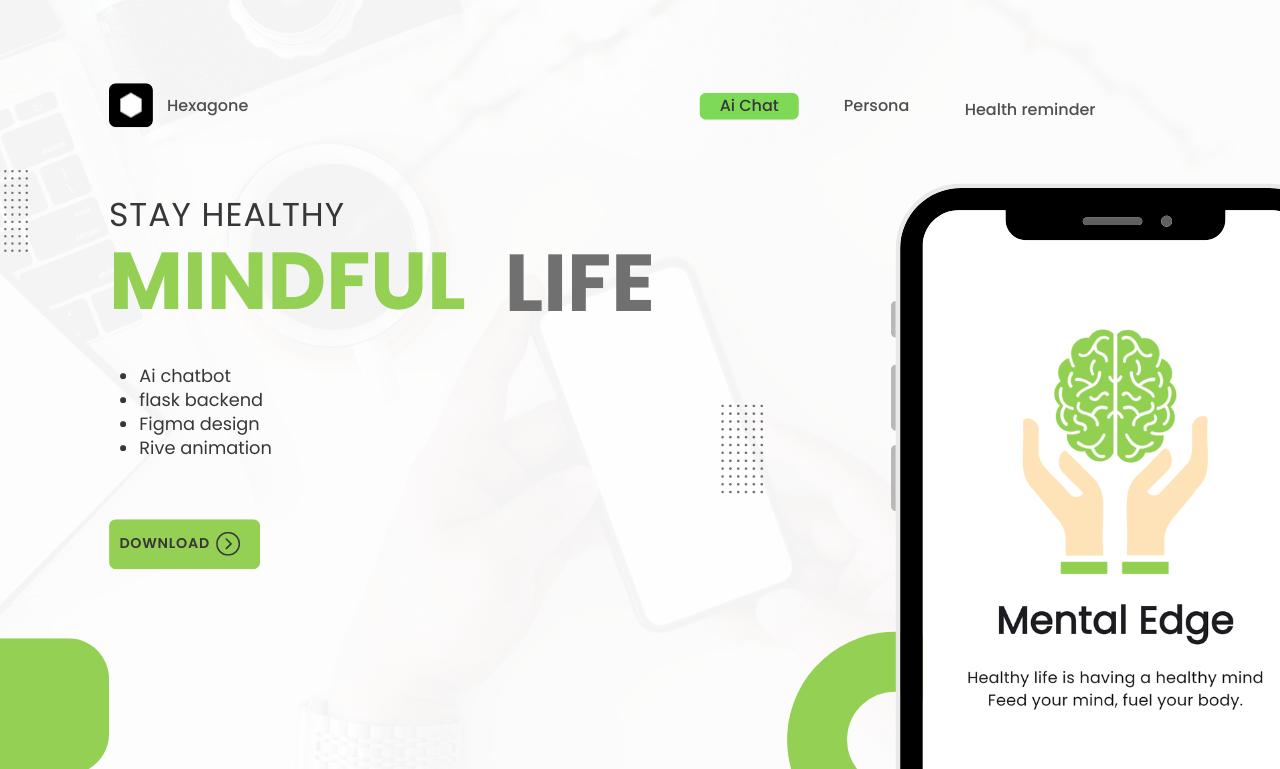 Hexagone
Ai Chat
Persona
Health reminder
STAY HEALTHY
MINDFUL LIFE
Ai chatbot
flask backend
Figma design
Rive animation
DOWNLOAD
Mental Edge
Healthy life is having a healthy mind
Feed your mind, fuel your body.